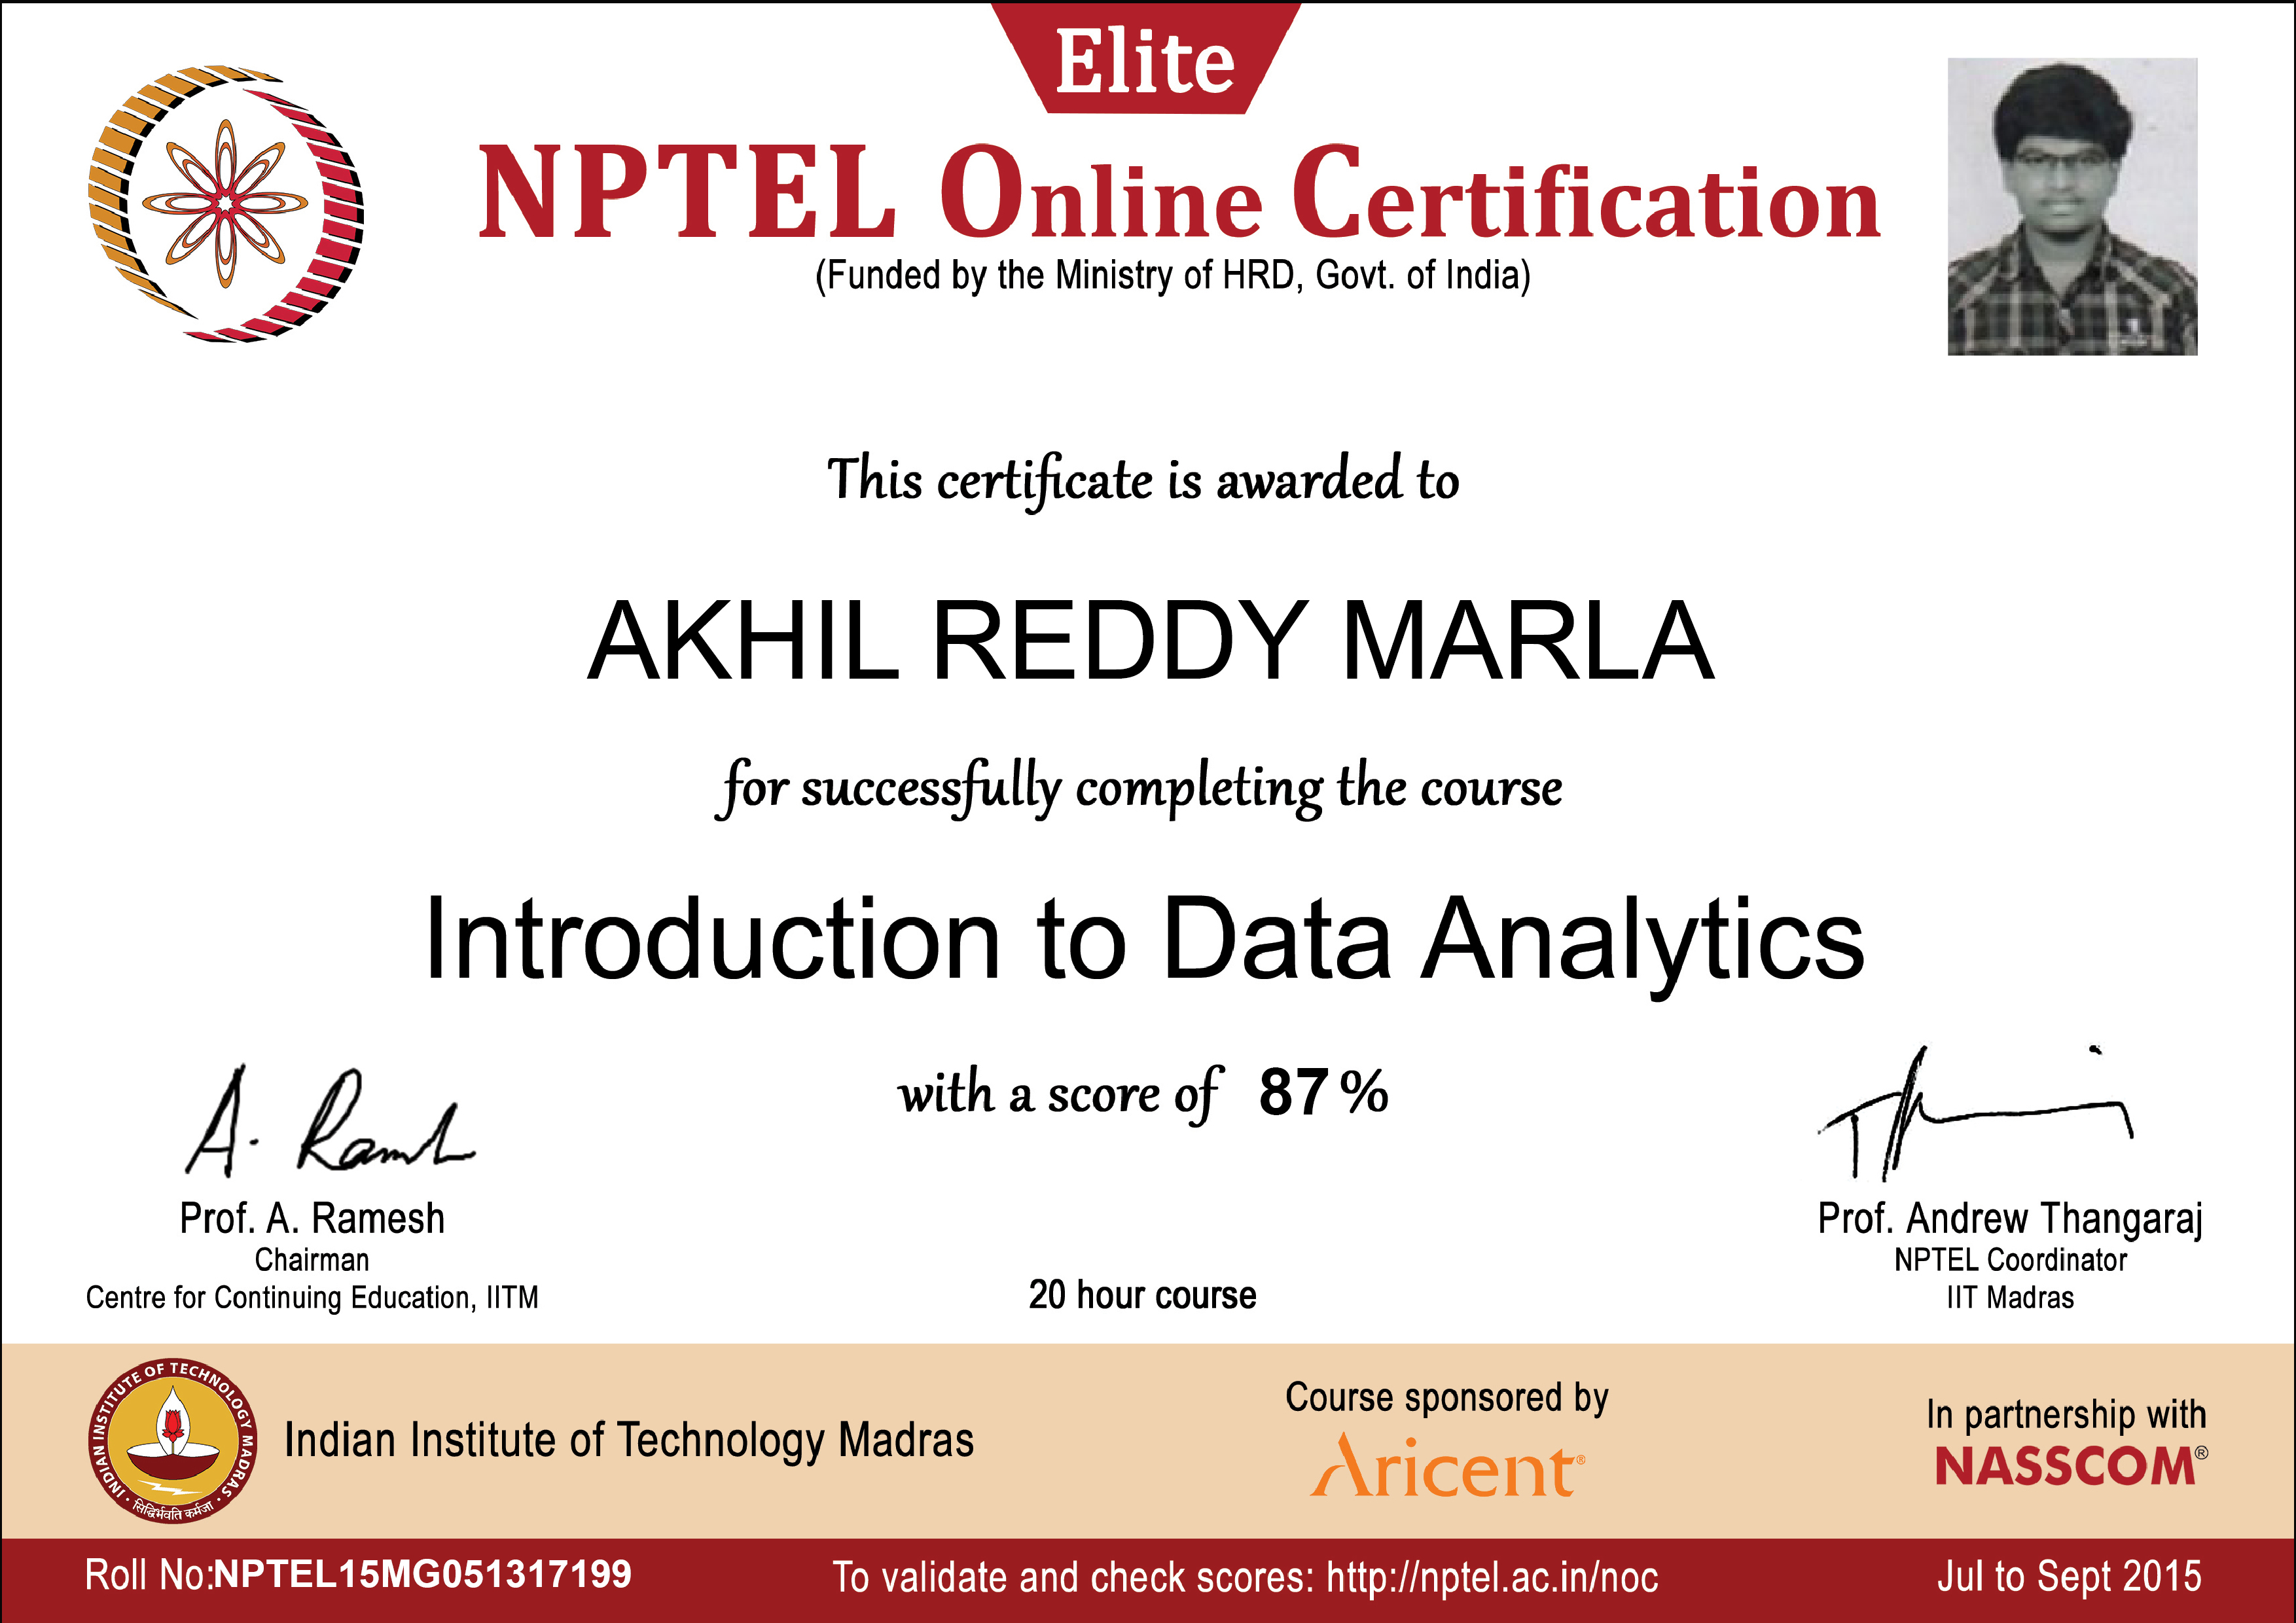 Elite
NPTEL Online Certification
(Funded by the Ministry of HRD, Govt. of India)
This certificate is awarded to
AKHIL REDDY MARLA
for successfully completing the course
Introduction to Data Analytics
with a score of 87 %
A. Ramesh
Prof. A. Ramesh
Chairman
Centre for Continuing Education, IITM
20 hour course
Prof. Andrew Thangaraj
NPTEL Coordinator
IIT Madras
INDIAN INSTITUTE OF TECHNOLOGY MADRAS
सिद्धिर्भवति कर्मजा
Indian Institute of Technology Madras
Course sponsored by
Aricent®
In partnership with
NASSCOM®
Roll No:NPTEL15MG051317199
To validate and check scores: http://nptel.ac.in/noc
Jul to Sept 2015